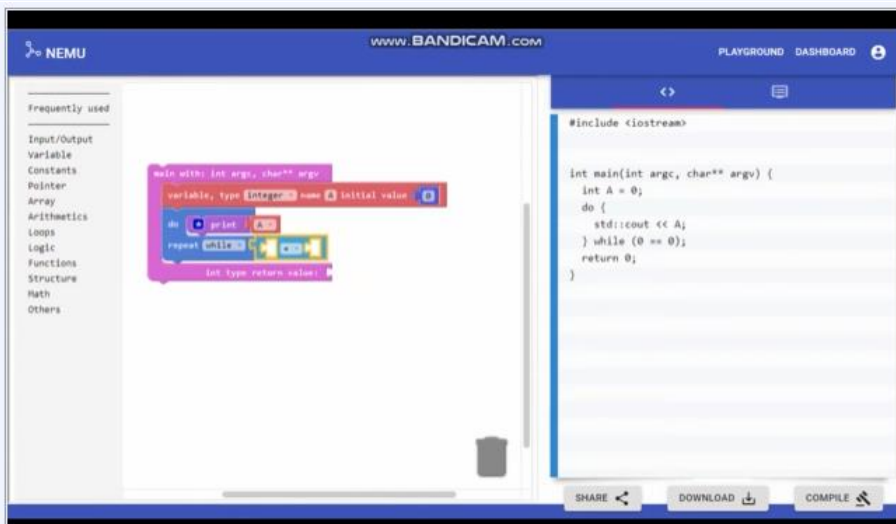 www.BANDICAM.com
NEMU
PLAYGROUND DASHBOARD
Frequently used
Input/Output
Variable
Constants
Pointer
Array
Arithmetics
Loops
Logic
Functions
Structure
Math
Others
main with: int argc, char** argv
variable, type integer name A initial value 0
do print A
repeat while =
int type return value:
<>
#include <iostream>
int main(int argc, char** argv) {
int A = 0;
do {
std::cout << A;
} while (0 == 0);
return 0;
}
SHARE
DOWNLOAD
COMPILE